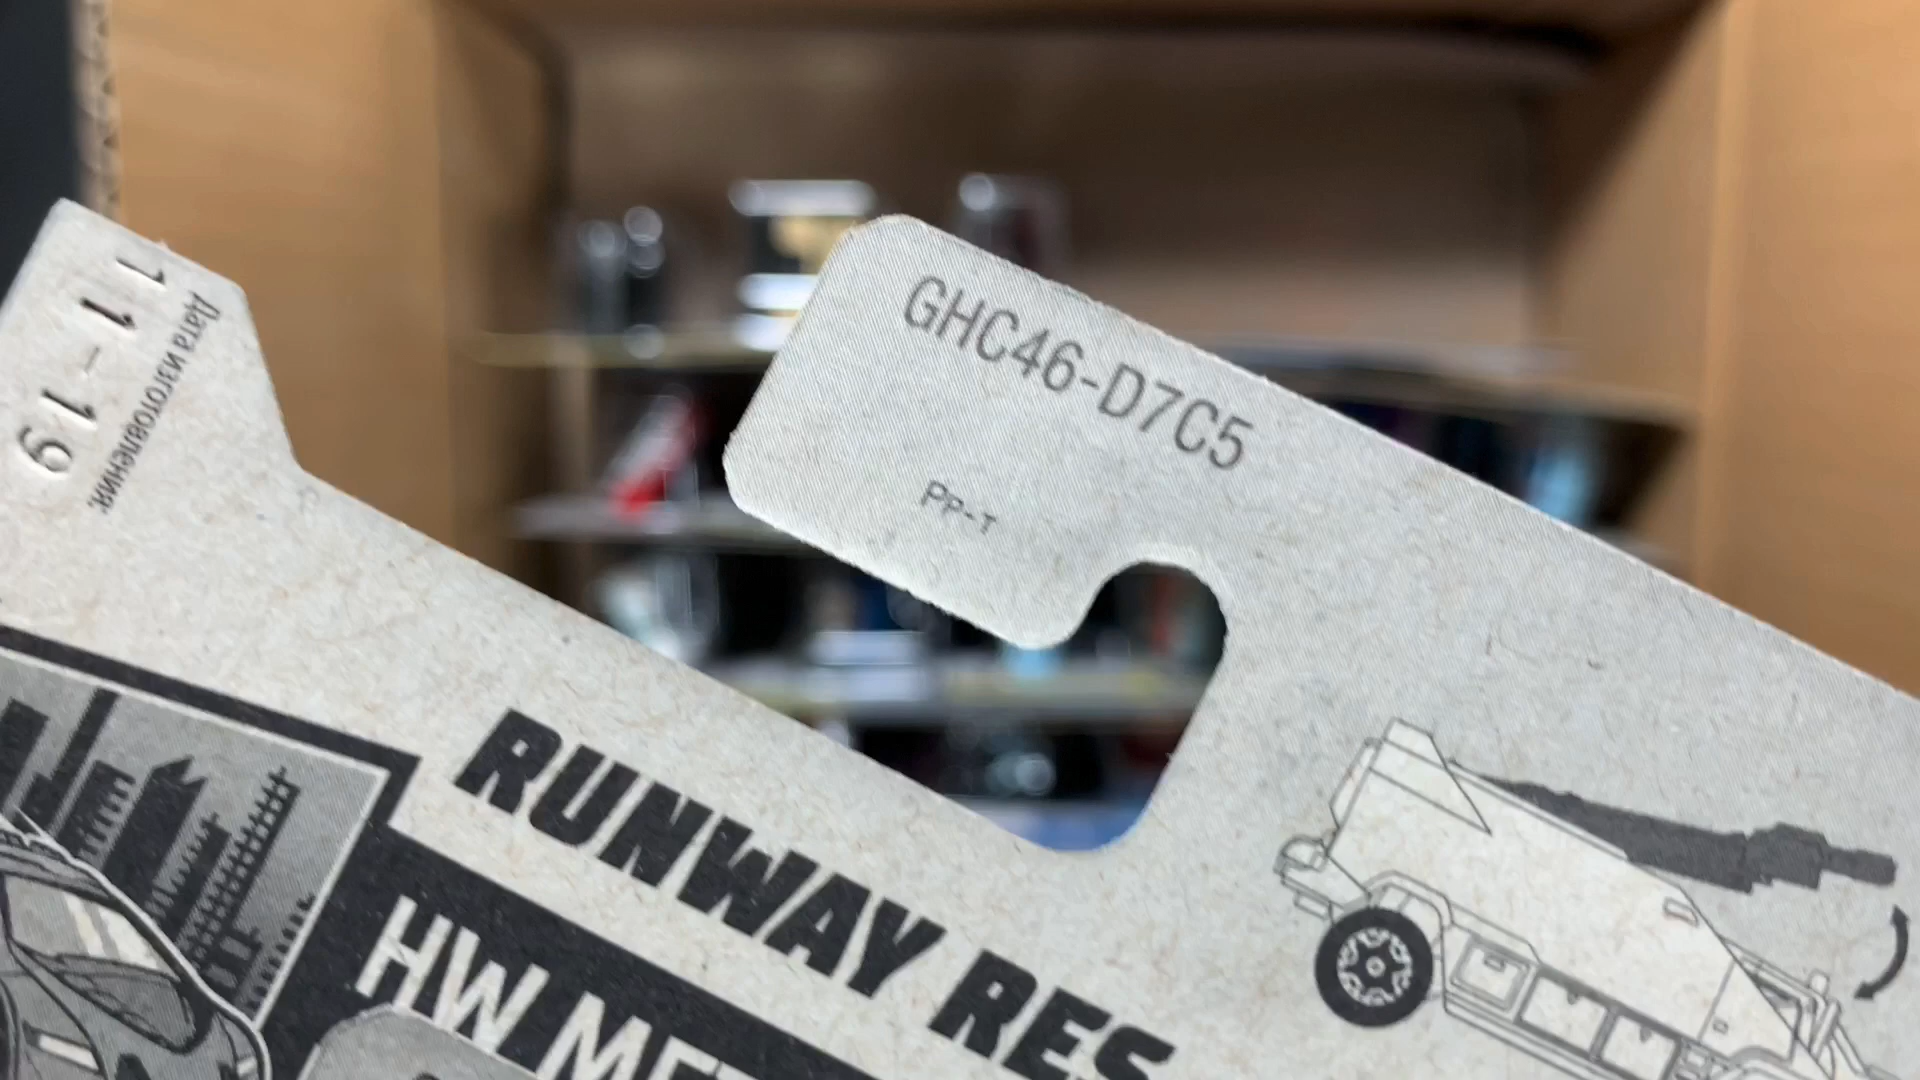 GHC46-D7C5
PP-T
11-19
Дата изготовления:
RUNWAY RES
HW ME